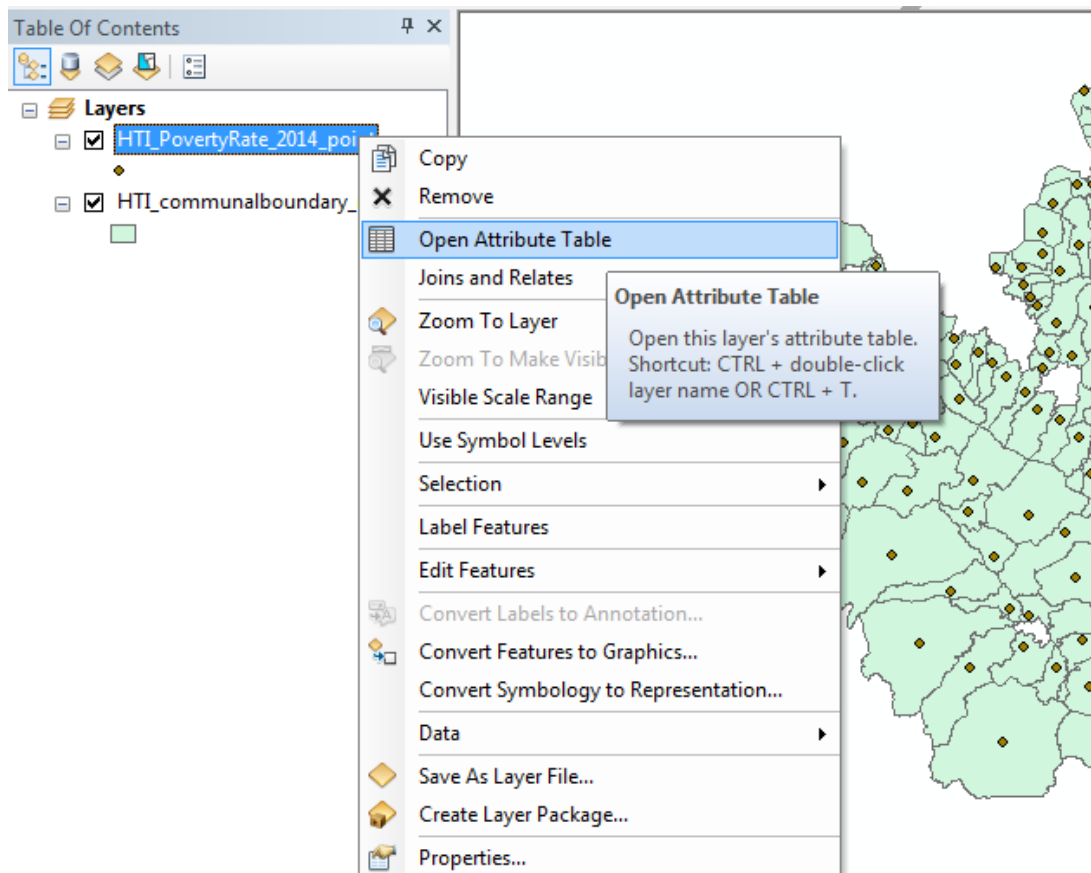 Table Of Contents
Layers
HTI_PovertyRate_2014_poi
HTI_communalboundary_
Copy
Remove
Open Attribute Table
Joins and Relates
Zoom To Layer
Zoom To Make Visib
Visible Scale Range
Use Symbol Levels
Selection
Label Features
Edit Features
Convert Labels to Annotation...
Convert Features to Graphics...
Convert Symbology to Representation...
Data
Save As Layer File...
Create Layer Package...
Properties...
Open Attribute Table
Open this layer's attribute table.
Shortcut: CTRL + double-click
layer name OR CTRL + T.